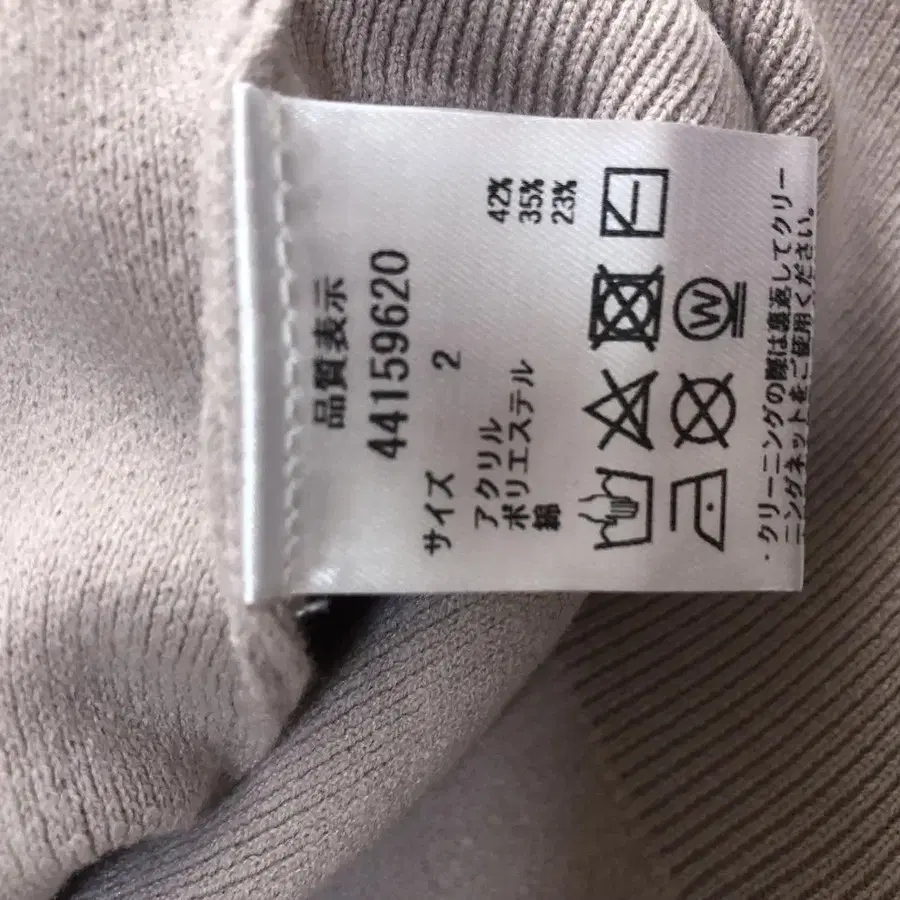 品質表示
44159620
サイズ 2
アクリル 42%
ポリエステル 35%
綿 23%
W
・クリーニングの際は裏返してクリー
ニングネットをご使用ください。